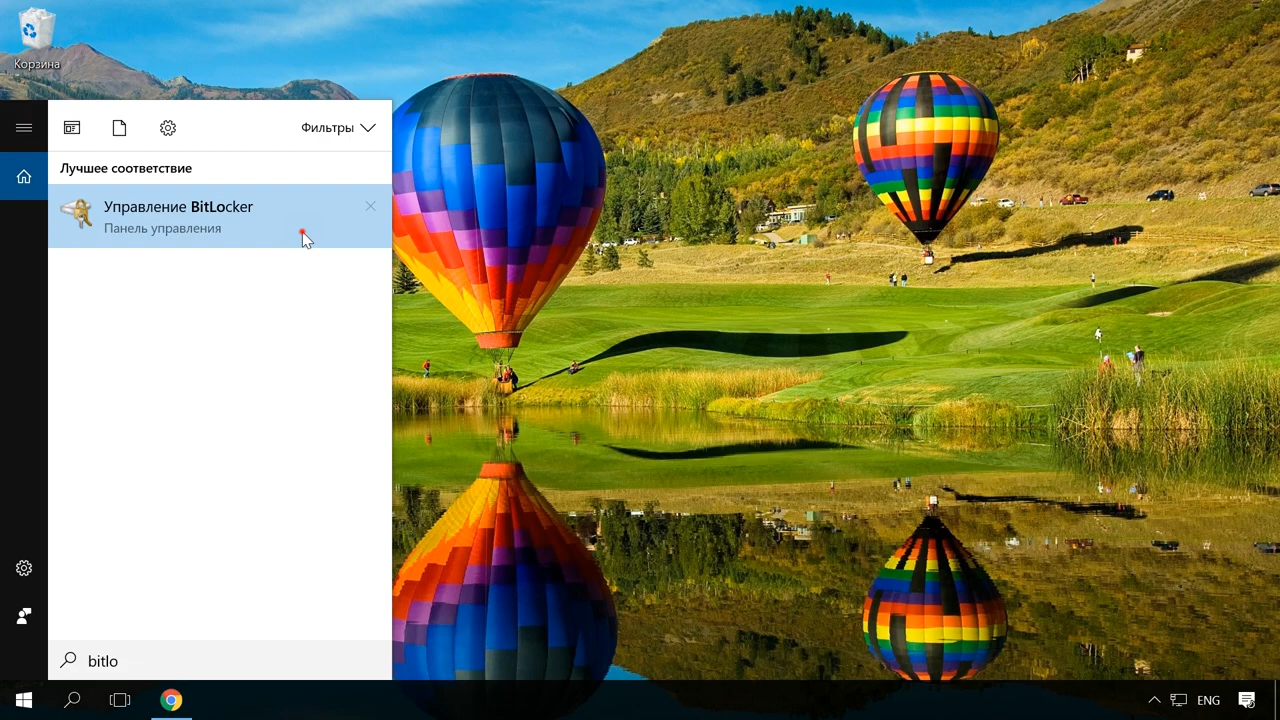 Корзина
Фильтры
Лучшее соответствие
Управление BitLocker
Панель управления
bitlo
ENG